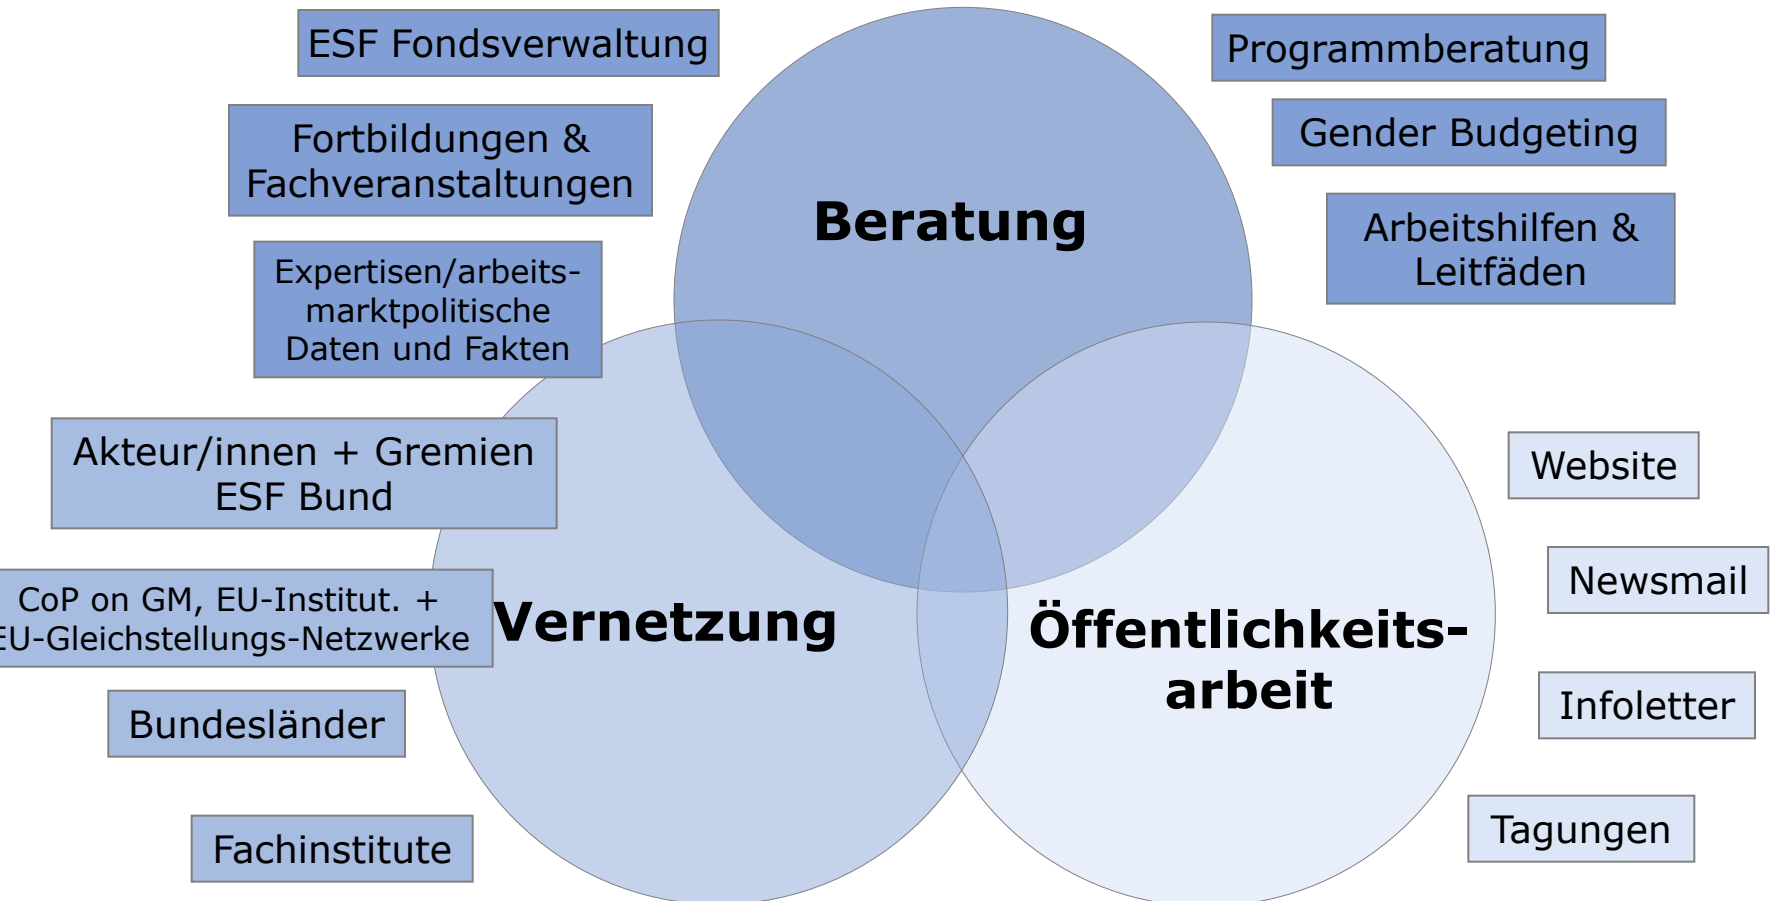 ESF Fondsverwaltung
Fortbildungen &
Fachveranstaltungen
Expertisen/arbeits-
marktpolitische
Daten und Fakten
Beratung
Programmberatung
Gender Budgeting
Arbeitshilfen &
Leitfäden
Akteur/innen + Gremien
ESF Bund
CoP on GM, EU-Institut. +
EU-Gleichstellungs-Netzwerke
Bundesländer
Fachinstitute
Vernetzung
Öffentlichkeits-
arbeit
Website
Newsmail
Infoletter
Tagungen